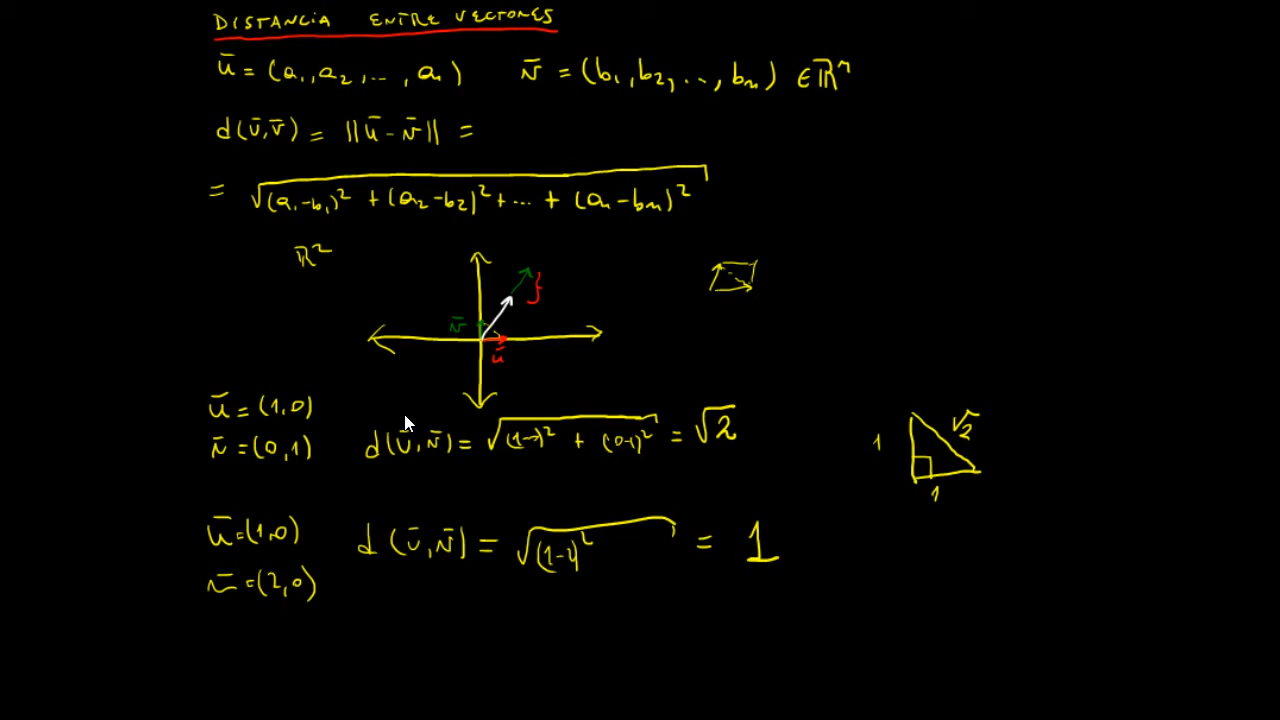 DISTANCIA ENTRE VECTORES
ū = (a₁, a₂, ..., aₙ) v̄ = (b₁, b₂, ..., bₙ) ∈ ℝⁿ
d(ū, v̄) = ||ū - v̄|| =
= √((a₁-b₁)² + (a₂-b₂)² + ... + (aₙ-bₙ)²)
ℝ²
v̄
ū
ū = (1,0)
v̄ = (0,1)
d(ū, v̄) = √((1-0)² + (0-1)²) = √2
1
√2
1
ū = (1,0)
v̄ = (2,0)
d(ū, v̄) = √((1-2)²) = 1